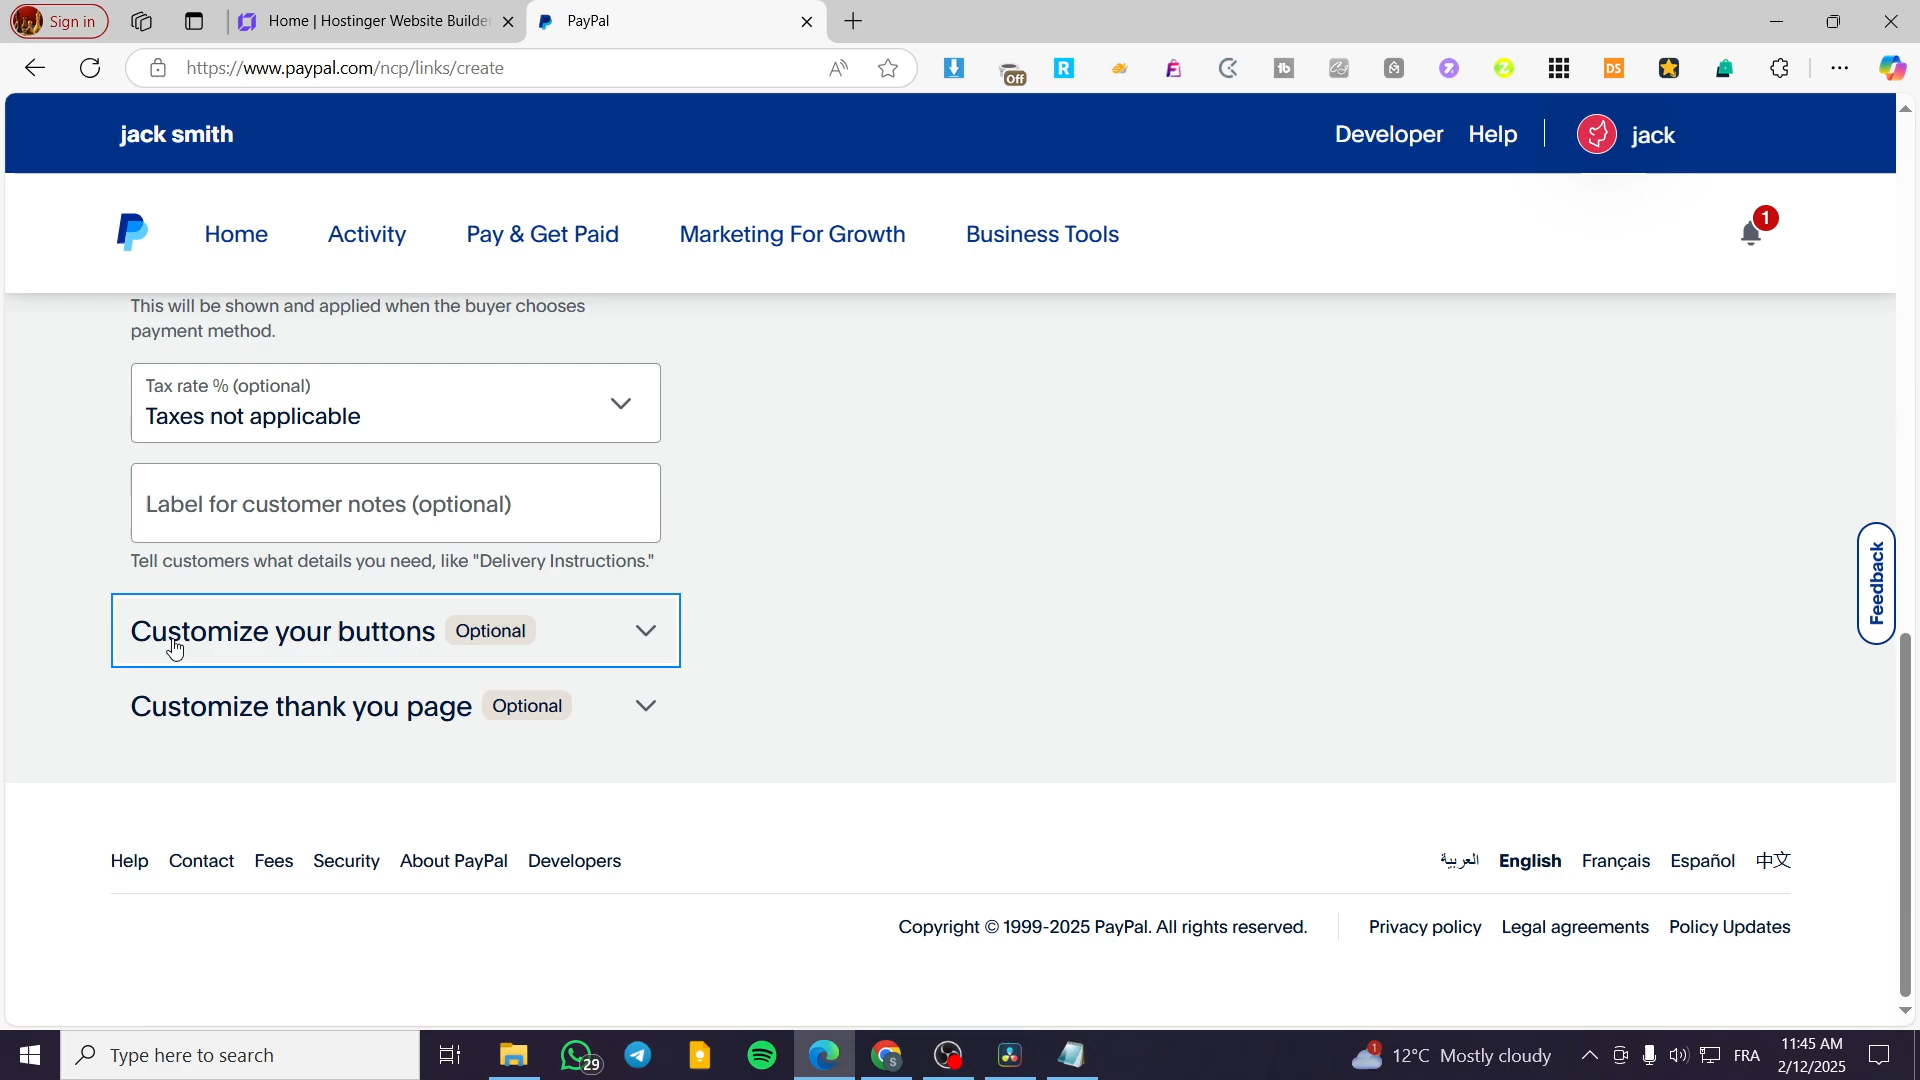 Sign in
Home | Hostinger Website Builde
PayPal
https://www.paypal.com/ncp/links/create
Off
jack smith
Developer
Help
jack
Home
Activity
Pay & Get Paid
Marketing For Growth
Business Tools
1
This will be shown and applied when the buyer chooses
payment method.
Tax rate % (optional)
Taxes not applicable
Label for customer notes (optional)
Tell customers what details you need, like "Delivery Instructions."
Customize your buttons Optional
Customize thank you page Optional
Feedback
Help
Contact
Fees
Security
About PayPal
Developers
العربية
English
Français
Español
中文
Copyright © 1999-2025 PayPal. All rights reserved.
Privacy policy
Legal agreements
Policy Updates
Type here to search
29
1
12°C Mostly cloudy
FRA
11:45 AM
2/12/2025